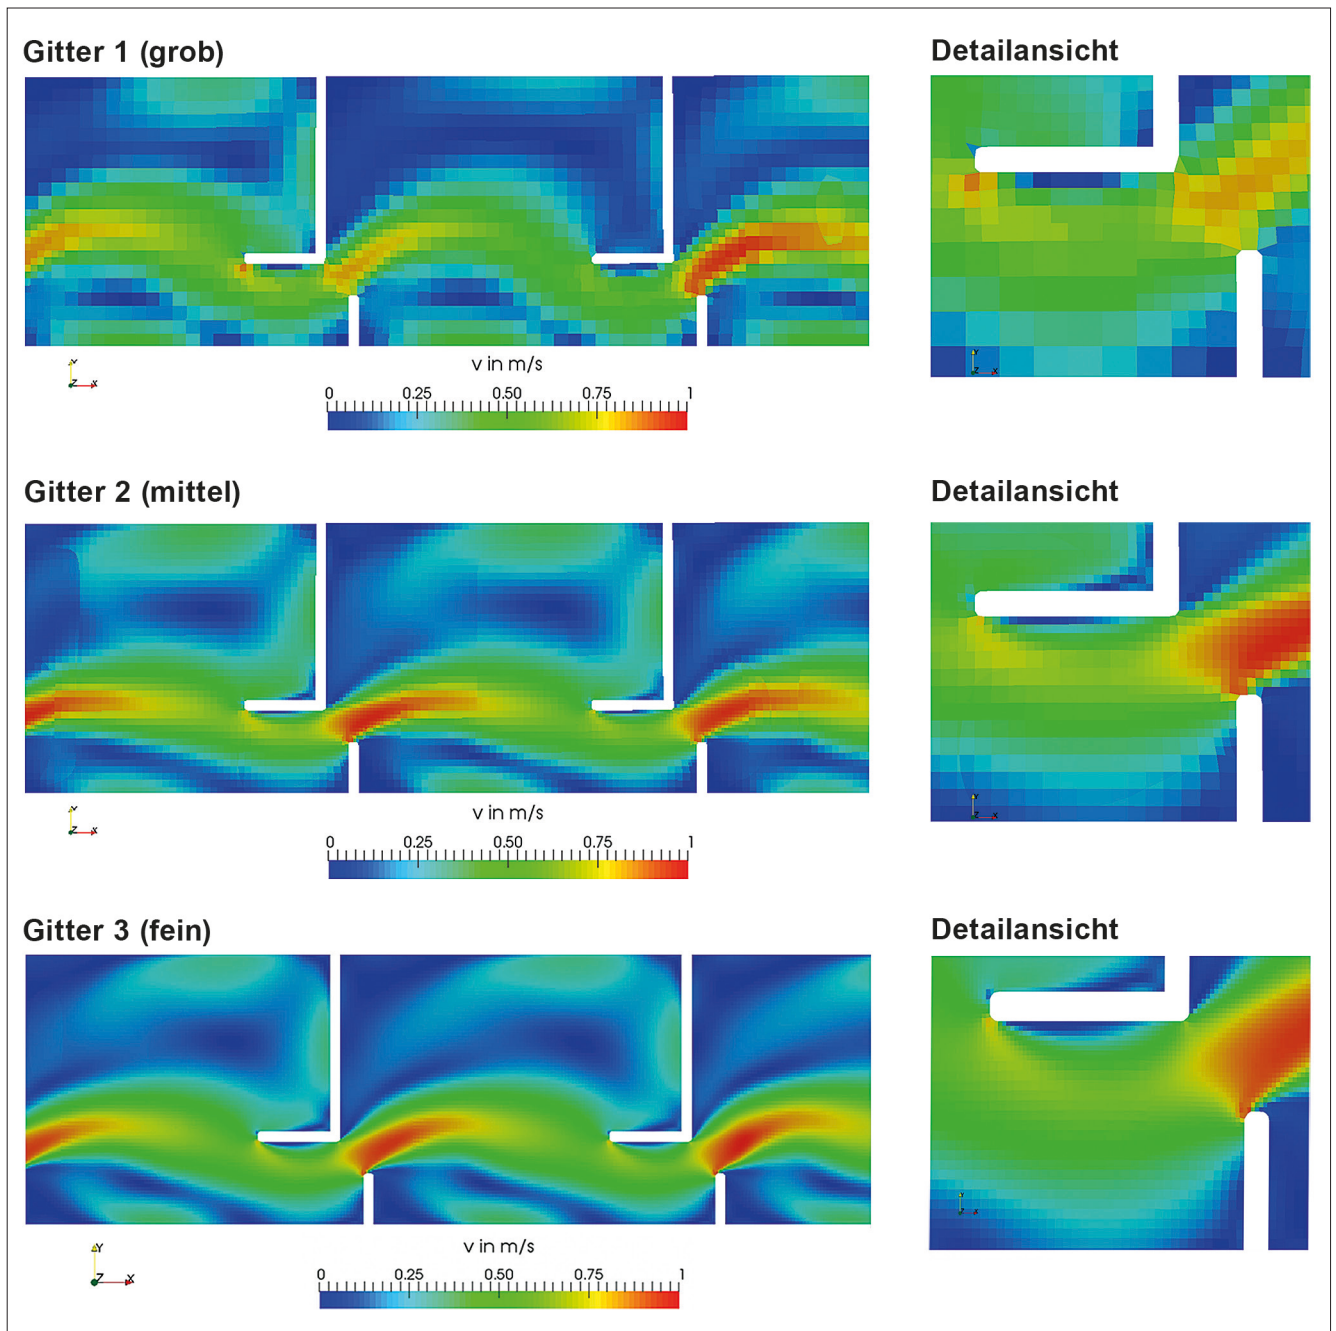 Gitter 1 (grob)
Detailansicht
Y
Z X
Y
Z X
v in m/s
0 0.25 0.50 0.75 1
Gitter 2 (mittel)
Detailansicht
Y
Z X
Y
Z X
v in m/s
0 0.25 0.50 0.75 1
Gitter 3 (fein)
Detailansicht
Y
X
v in m/s
0 0.25 0.50 0.75 1